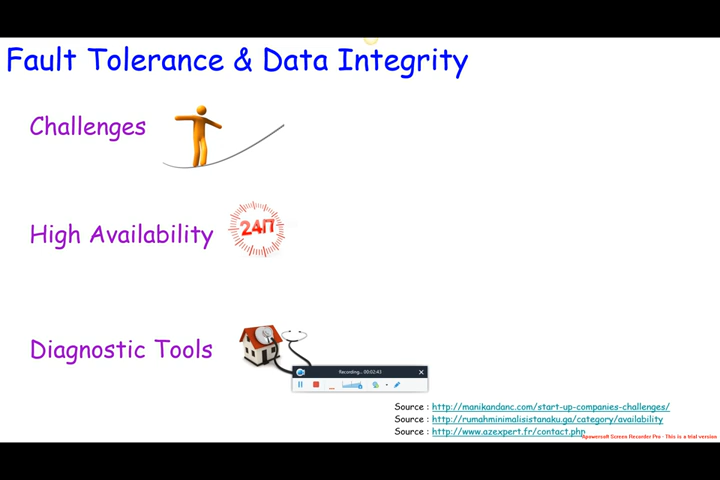 Fault Tolerance & Data Integrity
Challenges
High Availability
24/7
Diagnostic Tools
Recording... 00:02:43
Source : http://manikandanc.com/start-up-companies-challenges/
Source : http://rumahminimalisistanaku.ga/category/availability
Source : http://www.azexpert.fr/contact.php
Apowersoft Screen Recorder Pro - This is a trial version